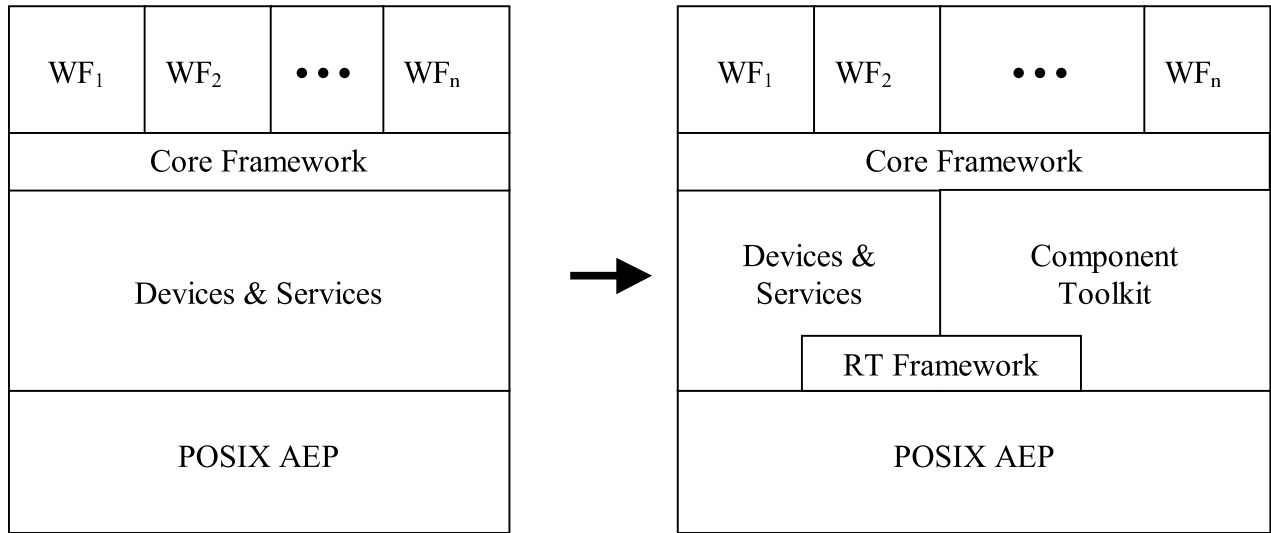 WF₁ WF₂ ••• WFₙ
Core Framework
Devices & Services
POSIX AEP
WF₁ WF₂ ••• WFₙ
Core Framework
Devices &
Services
Component
Toolkit
RT Framework
POSIX AEP